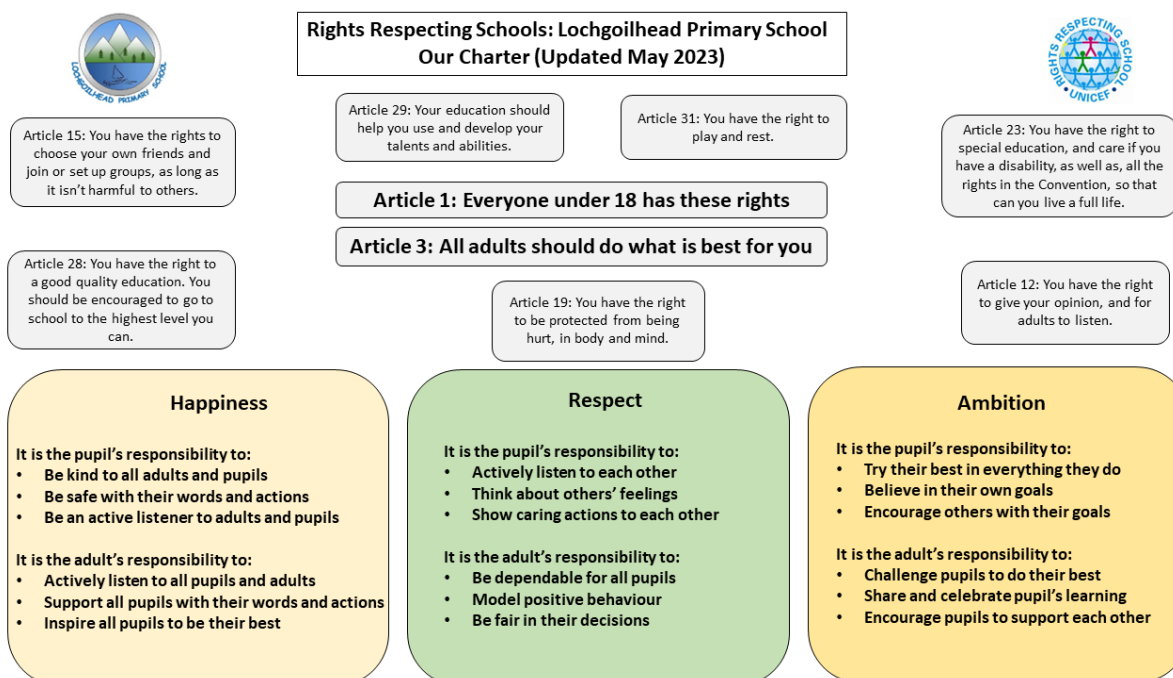 Rights Respecting Schools: Lochgoilhead Primary School
Our Charter (Updated May 2023)
LOCHGOILHEAD PRIMARY SCHOOL
RIGHTS RESPECTING SCHOOLS
UNICEF
Article 29: Your education should
help you use and develop your
talents and abilities.
Article 31: You have the right to
play and rest.
Article 15: You have the rights to
choose your own friends and
join or set up groups, as long as
it isn't harmful to others.
Article 23: You have the right to
special education, and care if you
have a disability, as well as, all the
rights in the Convention, so that
can you live a full life.
Article 1: Everyone under 18 has these rights
Article 3: All adults should do what is best for you
Article 28: You have the right to
a good quality education. You
should be encouraged to go to
school to the highest level you
can.
Article 19: You have the right
to be protected from being
hurt, in body and mind.
Article 12: You have the right
to give your opinion, and for
adults to listen.
Happiness
It is the pupil's responsibility to:
• Be kind to all adults and pupils
• Be safe with their words and actions
• Be an active listener to adults and pupils
It is the adult's responsibility to:
• Actively listen to all pupils and adults
• Support all pupils with their words and actions
• Inspire all pupils to be their best
Respect
It is the pupil's responsibility to:
• Actively listen to each other
• Think about others' feelings
• Show caring actions to each other
It is the adult's responsibility to:
• Be dependable for all pupils
• Model positive behaviour
• Be fair in their decisions
Ambition
It is the pupil's responsibility to:
• Try their best in everything they do
• Believe in their own goals
• Encourage others with their goals
It is the adult's responsibility to:
• Challenge pupils to do their best
• Share and celebrate pupil's learning
• Encourage pupils to support each other